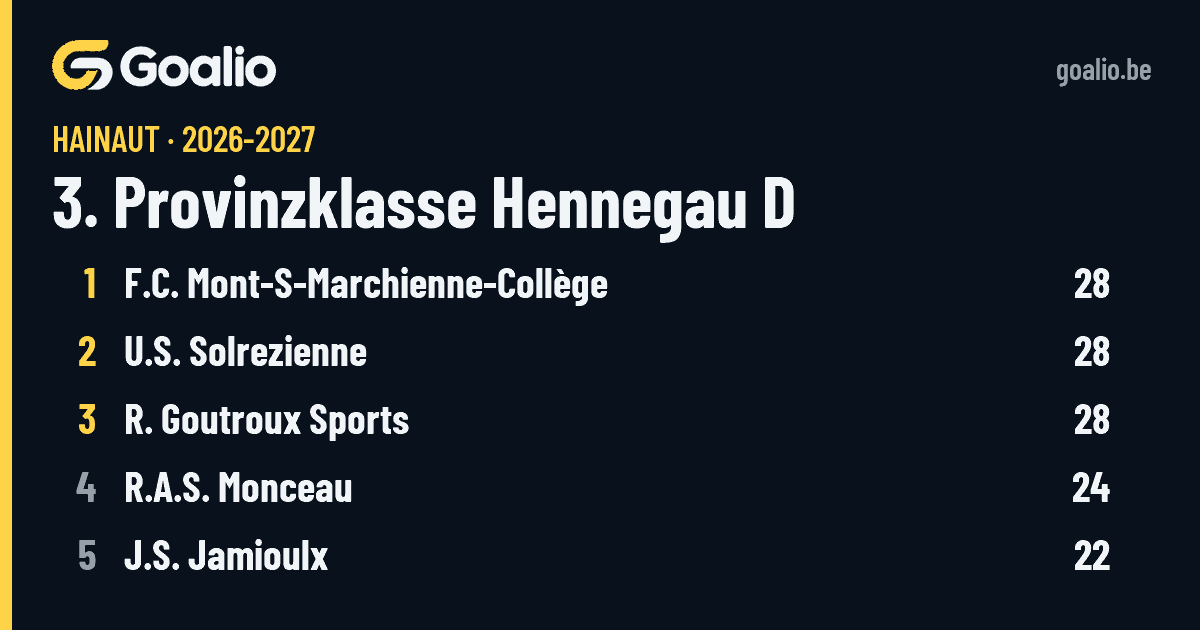 Goalio
goalio.be
HAINAUT · 2026-2027
3. Provinzklasse Hennegau D
1 F.C. Mont-S-Marchienne-Collège 28
2 U.S. Solrezienne 28
3 R. Goutroux Sports 28
4 R.A.S. Monceau 24
5 J.S. Jamioulx 22